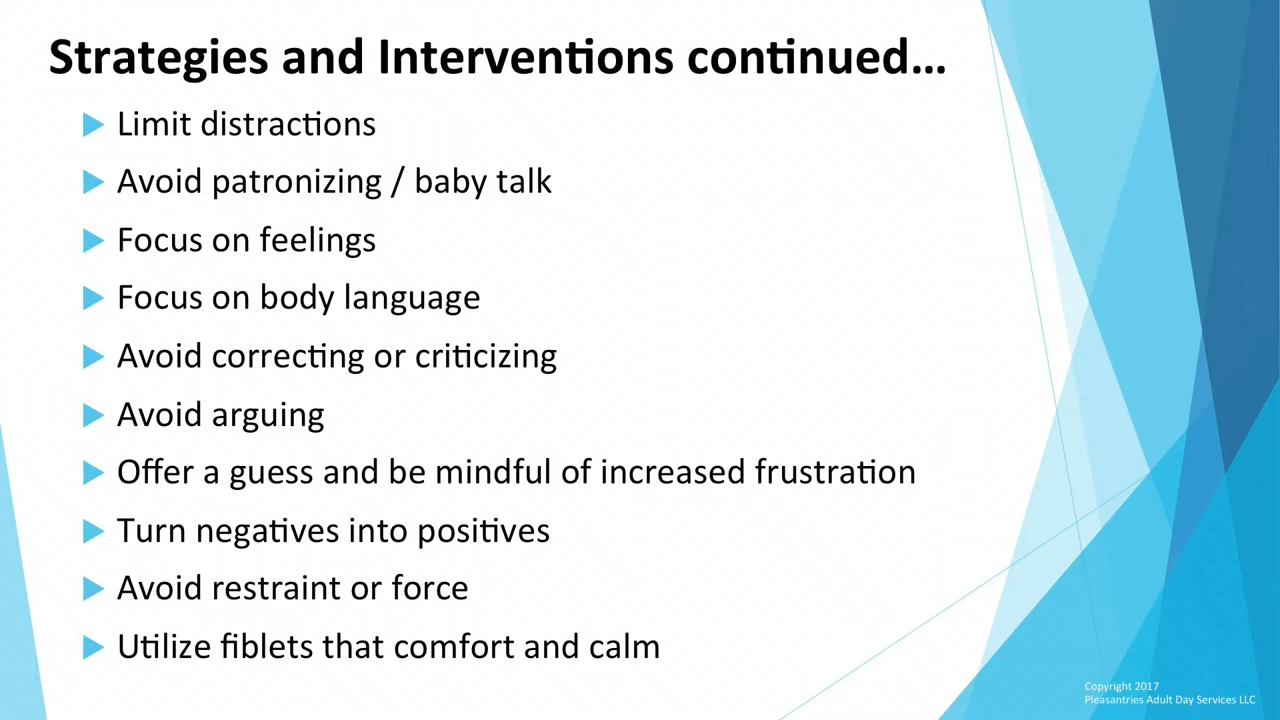 Strategies and Interventions continued...
Limit distractions
Avoid patronizing / baby talk
Focus on feelings
Focus on body language
Avoid correcting or criticizing
Avoid arguing
Offer a guess and be mindful of increased frustration
Turn negatives into positives
Avoid restraint or force
Utilize fiblets that comfort and calm
Copyright 2017
Pleasantries Adult Day Services LLC